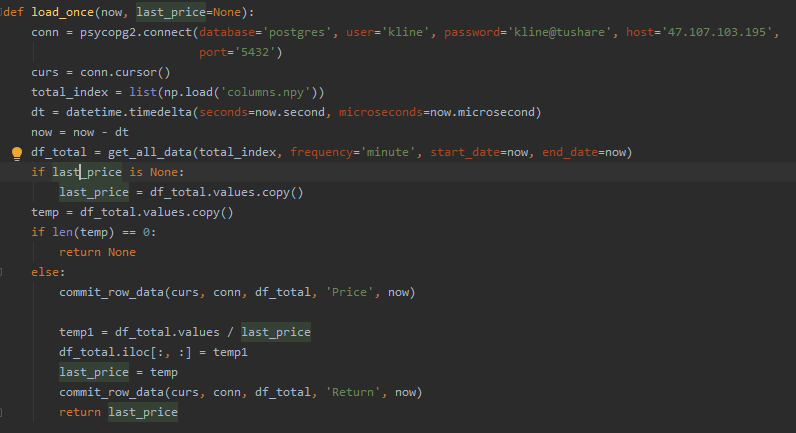 def load_once(now, last_price=None):
    conn = psycopg2.connect(database='postgres', user='kline', password='kline@tushare', host='47.107.103.195',
                            port='5432')
    curs = conn.cursor()
    total_index = list(np.load('columns.npy'))
    dt = datetime.timedelta(seconds=now.second, microseconds=now.microsecond)
    now = now - dt
    df_total = get_all_data(total_index, frequency='minute', start_date=now, end_date=now)
    if last_price is None:
        last_price = df_total.values.copy()
    temp = df_total.values.copy()
    if len(temp) == 0:
        return None
    else:
        commit_row_data(curs, conn, df_total, 'Price', now)

        temp1 = df_total.values / last_price
        df_total.iloc[:, :] = temp1
        last_price = temp
        commit_row_data(curs, conn, df_total, 'Return', now)
        return last_price